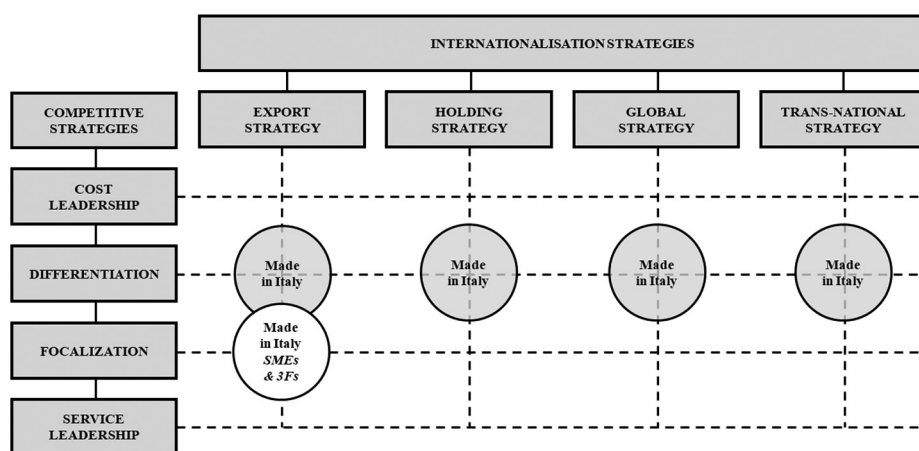 INTERNATIONALISATION STRATEGIES
COMPETITIVE
STRATEGIES
EXPORT
STRATEGY
HOLDING
STRATEGY
GLOBAL
STRATEGY
TRANS-NATIONAL
STRATEGY
COST
LEADERSHIP
DIFFERENTIATION
Made
in Italy
Made
in Italy
Made
in Italy
Made
in Italy
FOCALIZATION
Made
in Italy
SMEs
& 3Fs
SERVICE
LEADERSHIP